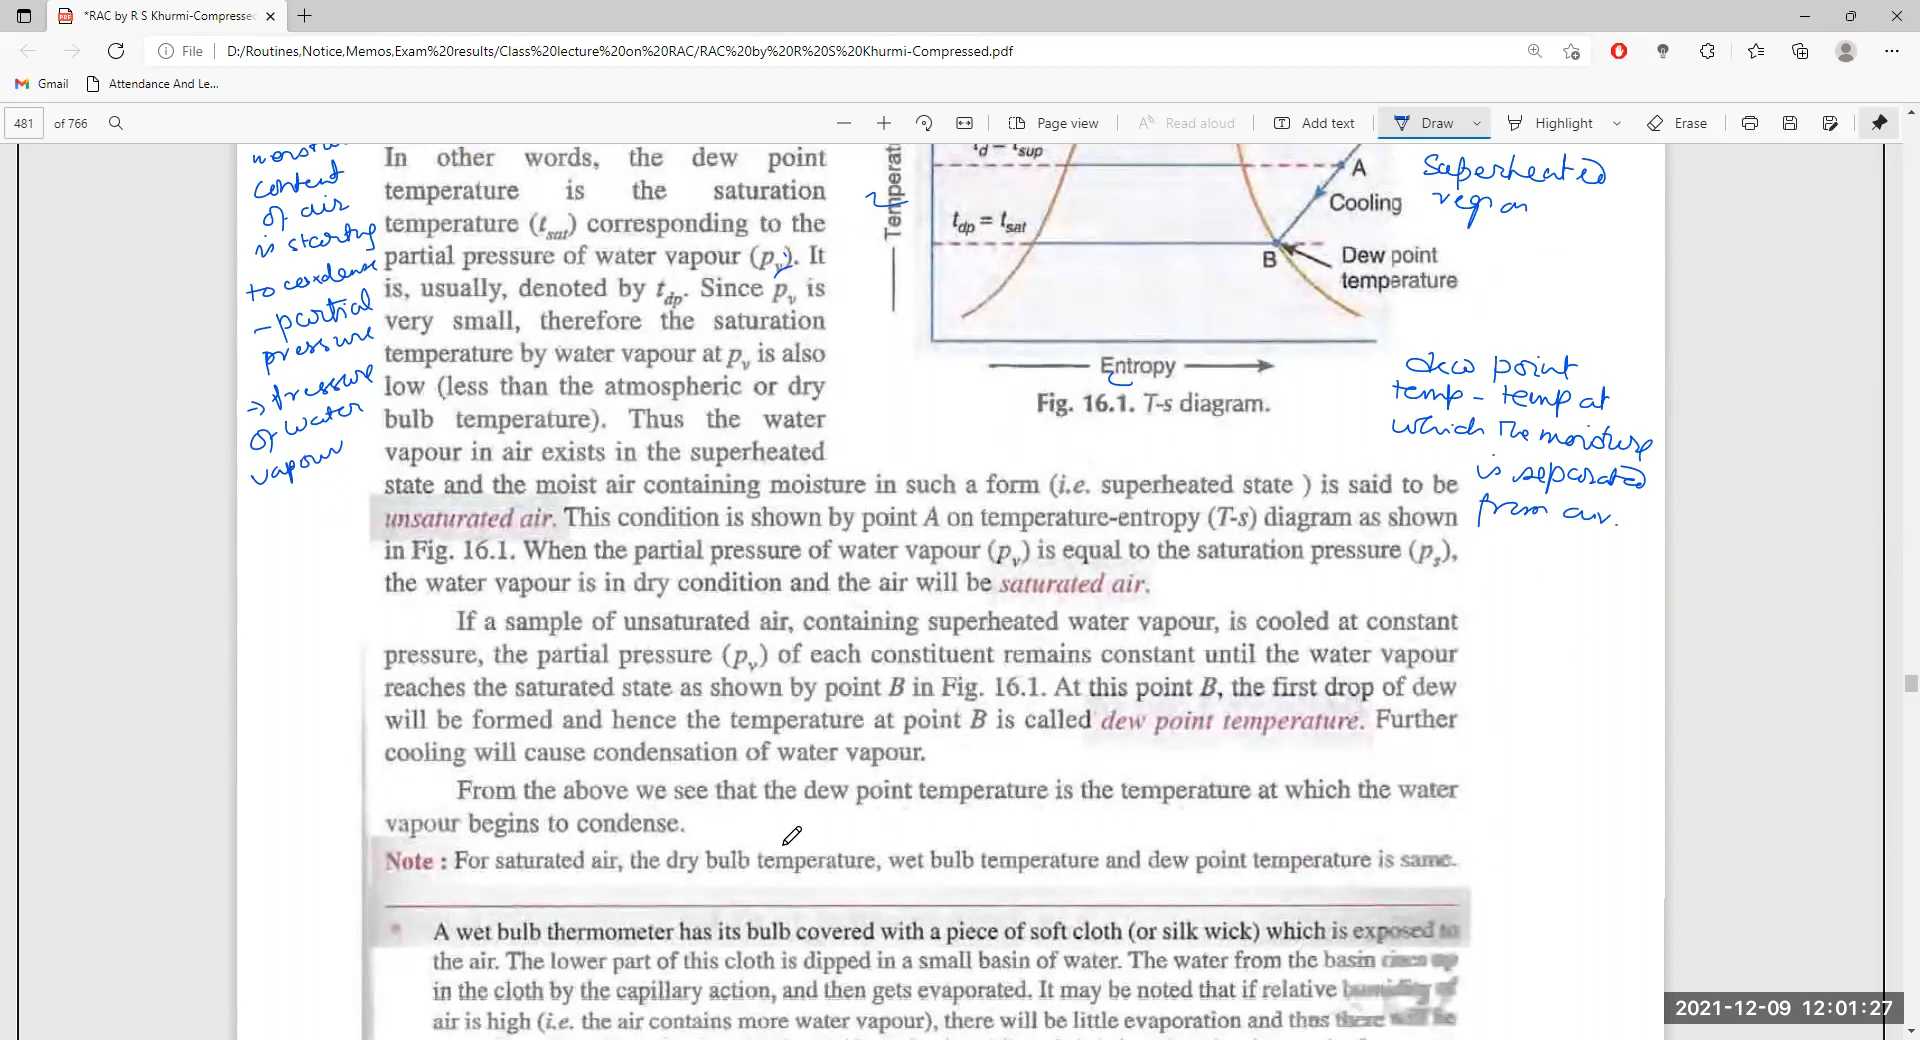 *RAC by R S Khurmi-Compressed
File D:/Routines,Notice,Memos,Exam%20results/Class%20lecture%20on%20RAC/RAC%20by%20R%20S%20Khurmi-Compressed.pdf
Gmail Attendance And Le...
481 of 766 Page view Read aloud Add text Draw Highlight Erase
content
of air
is starting
to condense
- partial
pressure
→ pressure
of water
vapour
In other words, the dew point
temperature is the saturation
temperature (tsat) corresponding to the
partial pressure of water vapour (pv). It
is, usually, denoted by tdp. Since pv is
very small, therefore the saturation
temperature by water vapour at pv is also
low (less than the atmospheric or dry
bulb temperature). Thus the water
vapour in air exists in the superheated
td = tsup
A
Cooling
tdp = tsat
B
Dew point
temperature
Entropy
Fig. 16.1. T-s diagram.
Superheated
region
dew point
temp - temp at
which the moisture
is separated
from air.
state and the moist air containing moisture in such a form (i.e. superheated state ) is said to be
unsaturated air. This condition is shown by point A on temperature-entropy (T-s) diagram as shown
in Fig. 16.1. When the partial pressure of water vapour (pv) is equal to the saturation pressure (ps),
the water vapour is in dry condition and the air will be saturated air.
If a sample of unsaturated air, containing superheated water vapour, is cooled at constant
pressure, the partial pressure (pv) of each constituent remains constant until the water vapour
reaches the saturated state as shown by point B in Fig. 16.1. At this point B, the first drop of dew
will be formed and hence the temperature at point B is called dew point temperature. Further
cooling will cause condensation of water vapour.
From the above we see that the dew point temperature is the temperature at which the water
vapour begins to condense.
Note : For saturated air, the dry bulb temperature, wet bulb temperature and dew point temperature is same.
* A wet bulb thermometer has its bulb covered with a piece of soft cloth (or silk wick) which is exposed to
the air. The lower part of this cloth is dipped in a small basin of water. The water from the basin
in the cloth by the capillary action, and then gets evaporated. It may be noted that if relative humidity of
air is high (i.e. the air contains more water vapour), there will be little evaporation and thus there will be
2021-12-09 12:01:27